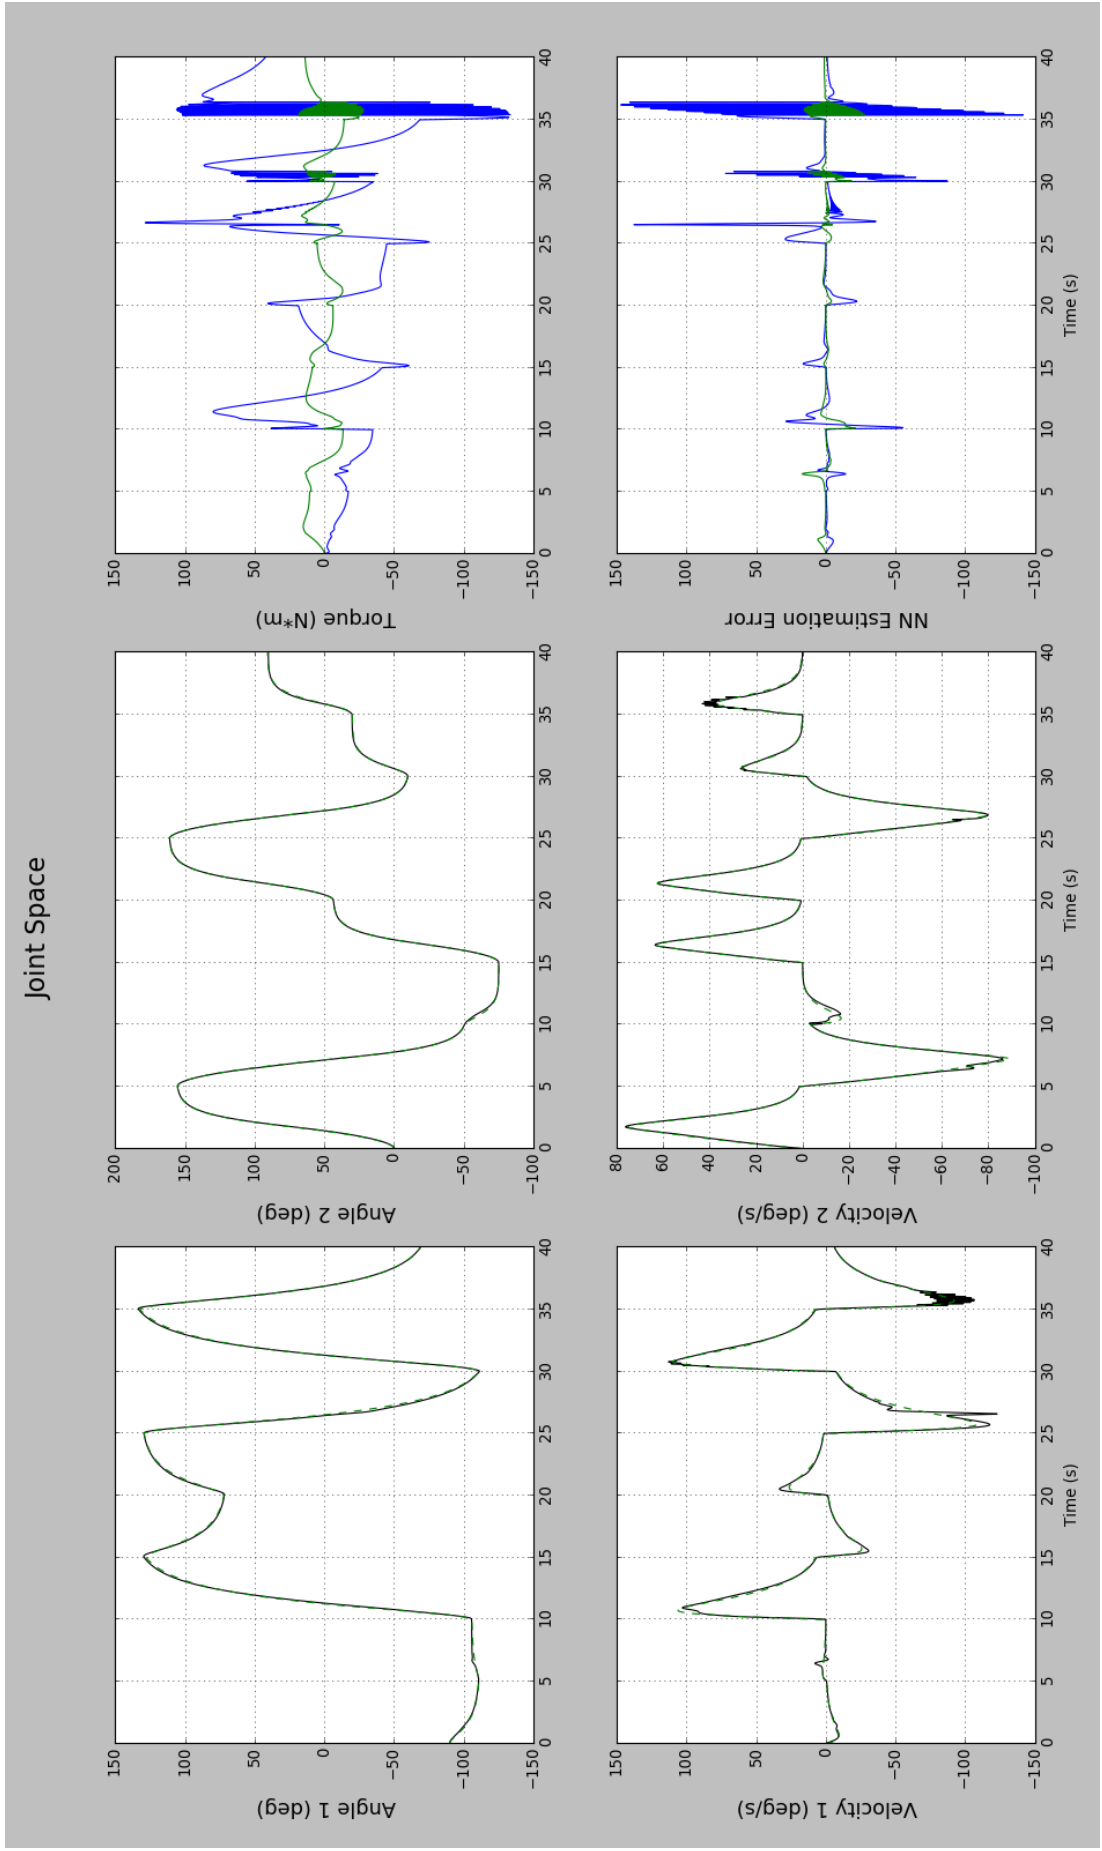 Joint Space
Angle 1 (deg)
150
100
50
0
−50
−100
−150
0 5 10 15 20 25 30 35 40
Angle 2 (deg)
200
150
100
50
0
−50
−100
0 5 10 15 20 25 30 35 40
Torque (N*m)
150
100
50
0
−50
−100
−150
0 5 10 15 20 25 30 35 40
Velocity 1 (deg/s)
150
100
50
0
−50
−100
−150
0 5 10 15 20 25 30 35 40
Time (s)
Velocity 2 (deg/s)
80
60
40
20
0
−20
−40
−60
−80
−100
0 5 10 15 20 25 30 35 40
Time (s)
NN Estimation Error
150
100
50
0
−50
−100
−150
0 5 10 15 20 25 30 35 40
Time (s)